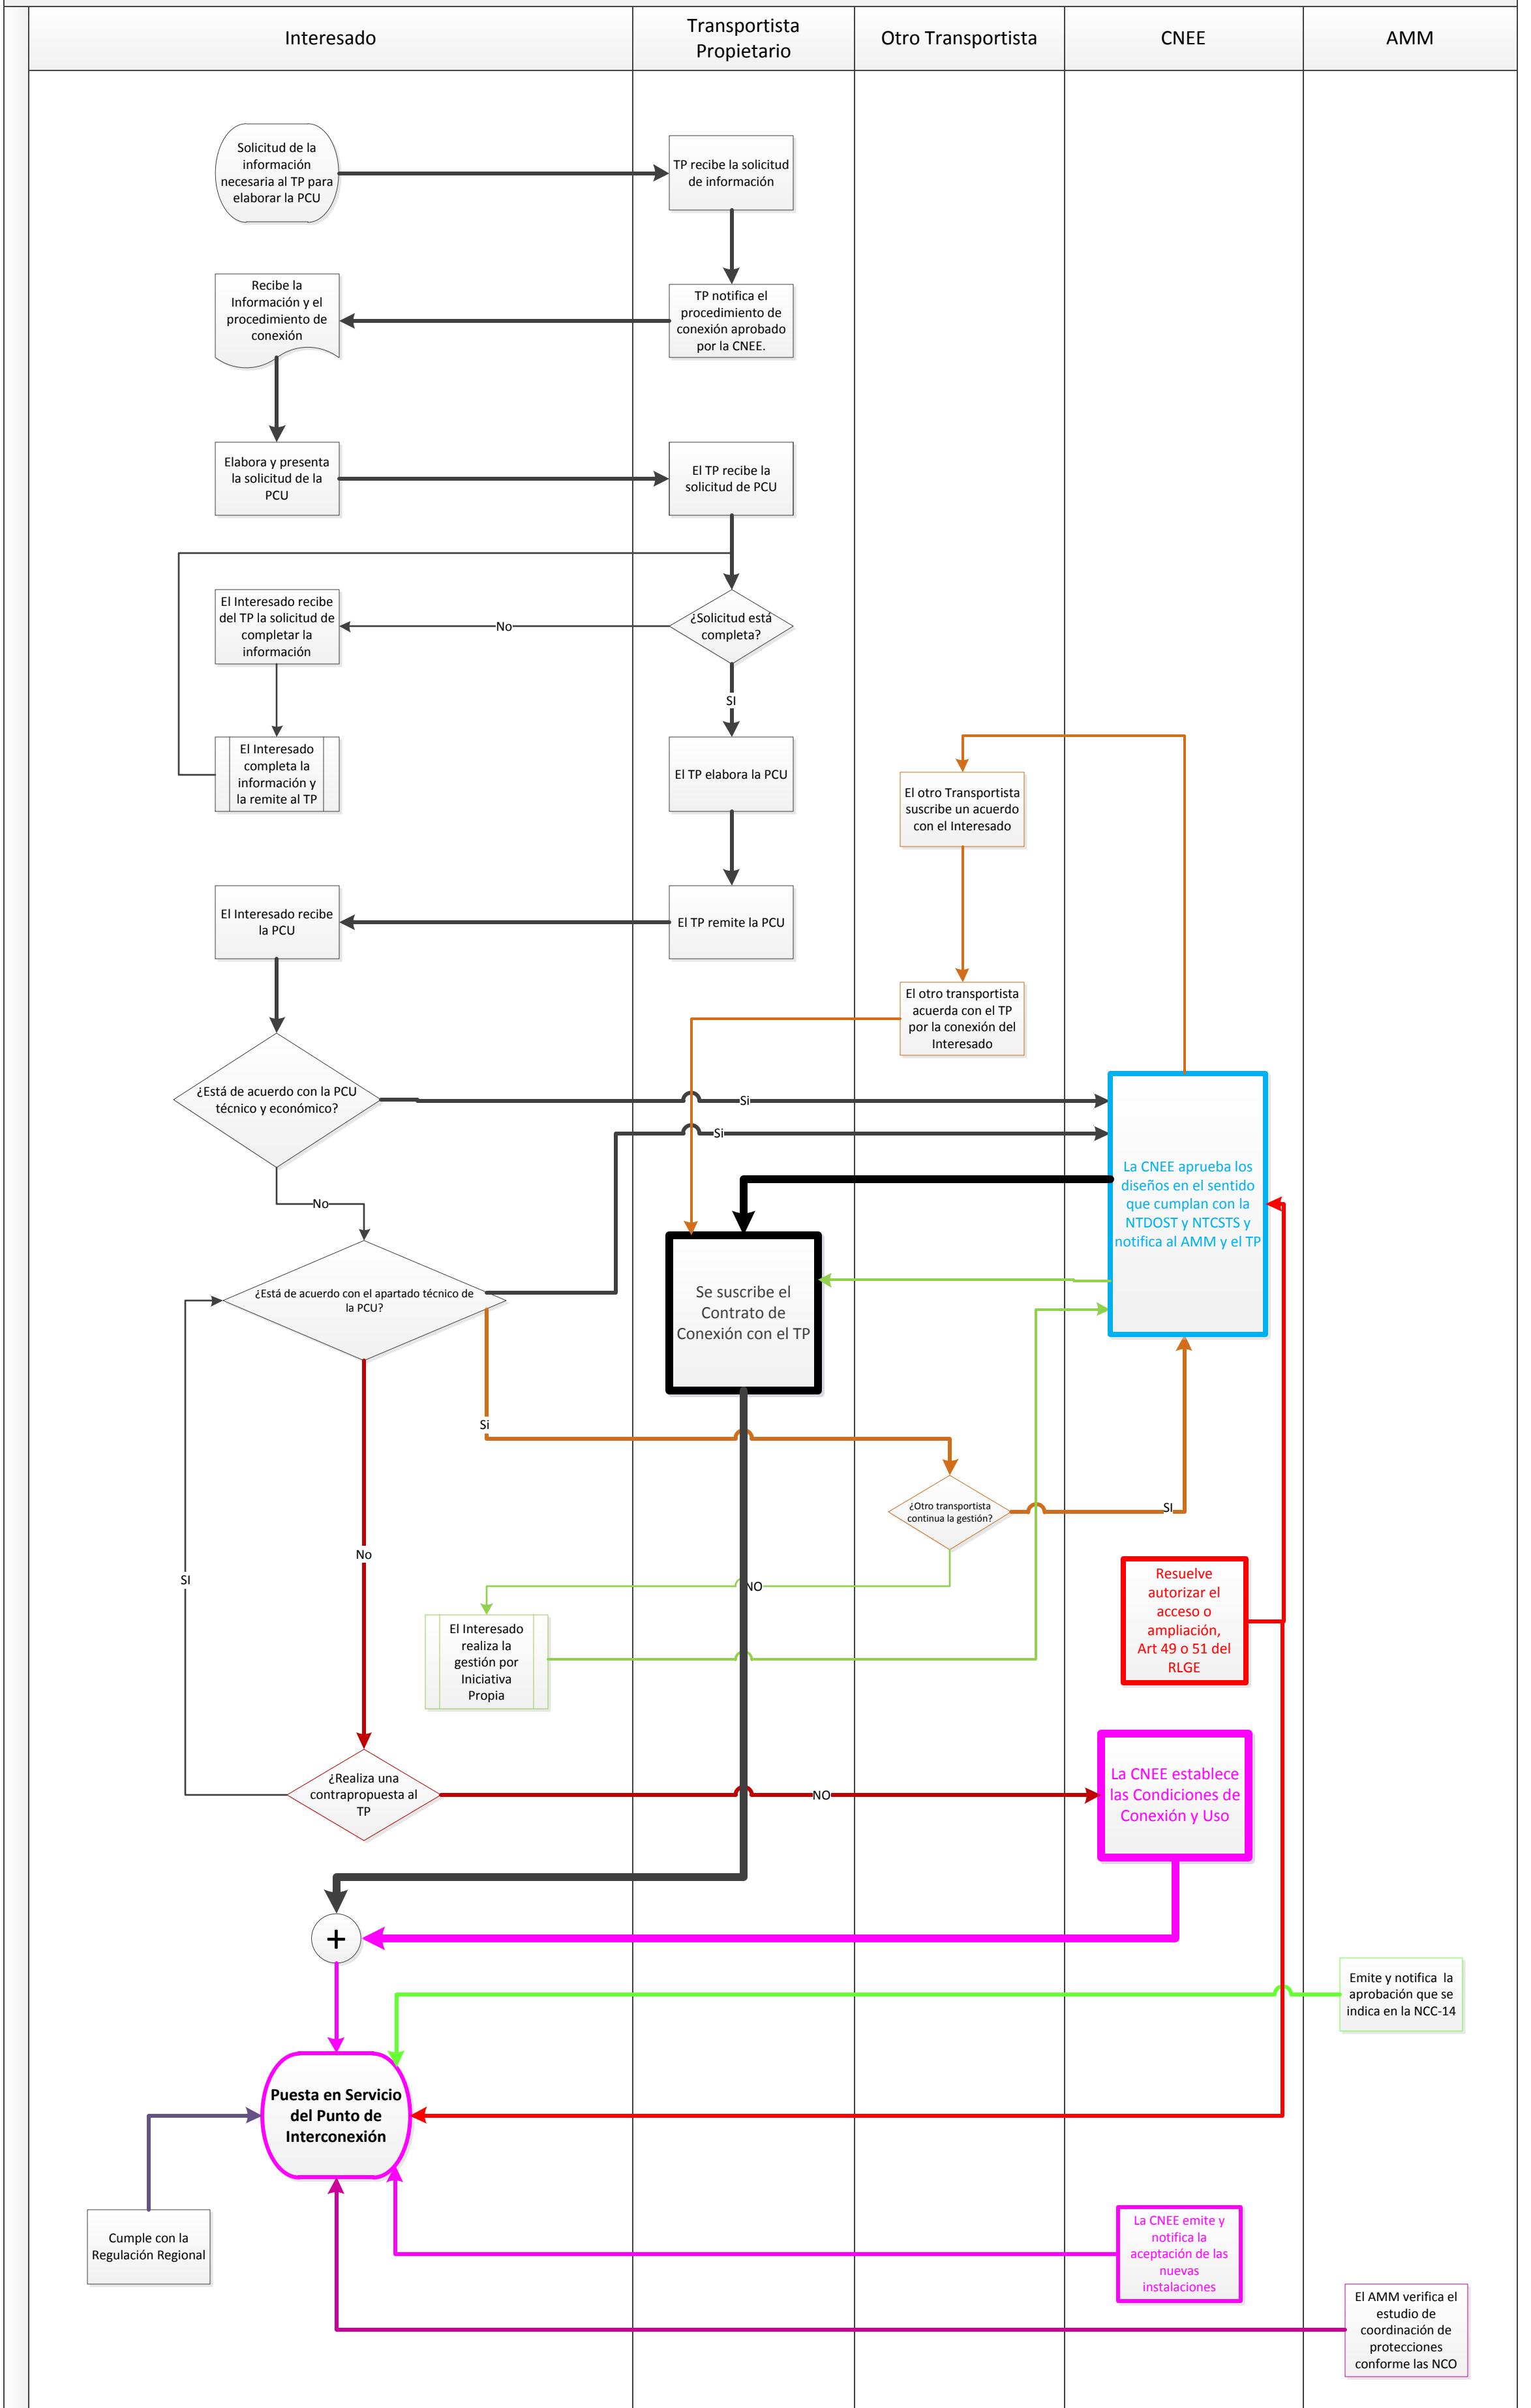 Interesado
Transportista
Propietario
Otro Transportista
CNEE
AMM
Solicitud de la
información
necesaria al TP para
elaborar la PCU
TP recibe la solicitud
de información
Recibe la
Información y el
procedimiento de
conexión
TP notifica el
procedimiento de
conexión aprobado
por la CNEE.
Elabora y presenta
la solicitud de la
PCU
El TP recibe la
solicitud de PCU
El Interesado recibe
del TP la solicitud de
completar la
información
No
¿Solicitud está
completa?
SI
El Interesado
completa la
información y
la remite al TP
El TP elabora la PCU
El otro Transportista
suscribe un acuerdo
con el Interesado
El Interesado recibe
la PCU
El TP remite la PCU
El otro transportista
acuerda con el TP
por la conexión del
Interesado
¿Está de acuerdo con la PCU
técnico y económico?
Si
Si
La CNEE aprueba los
diseños en el sentido
que cumplan con la
NTDOST y NTCSTS y
notifica al AMM y el TP
No
¿Está de acuerdo con el apartado técnico de
la PCU?
Se suscribe el
Contrato de
Conexión con el TP
Si
¿Otro transportista
continua la gestión?
SI
No
SI
NO
El Interesado
realiza la
gestión por
Iniciativa
Propia
Resuelve
autorizar el
acceso o
ampliación,
Art 49 o 51 del
RLGE
¿Realiza una
contrapropuesta al
TP
NO
La CNEE establece
las Condiciones de
Conexión y Uso
+
Emite y notifica la
aprobación que se
indica en la NCC-14
Puesta en Servicio
del Punto de
Interconexión
Cumple con la
Regulación Regional
La CNEE emite y
notifica la
aceptación de las
nuevas
instalaciones
El AMM verifica el
estudio de
coordinación de
protecciones
conforme las NCO